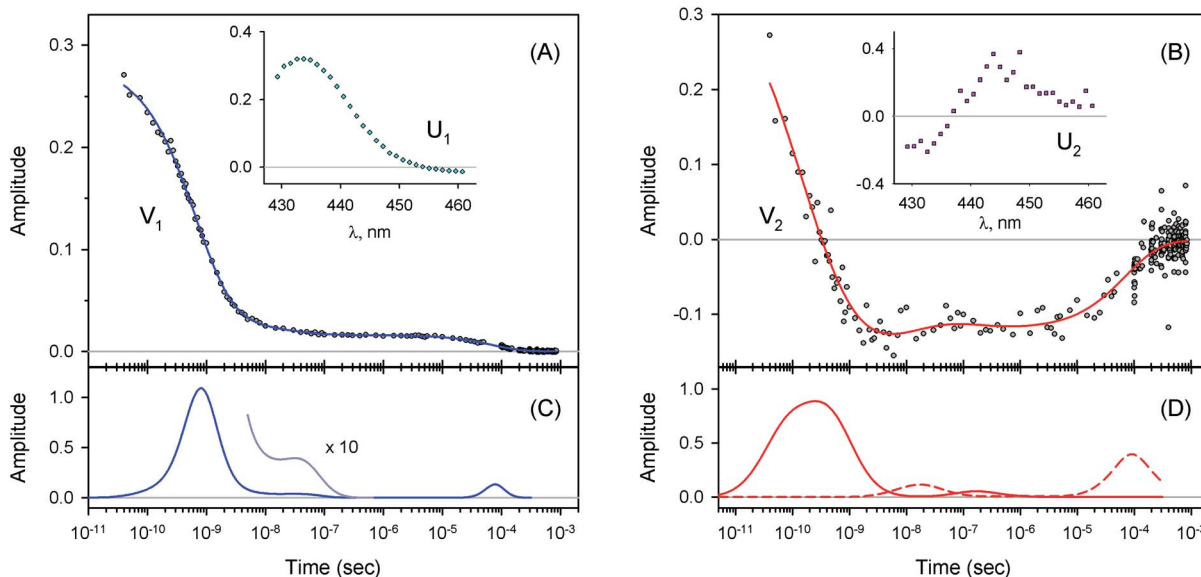 (A)
0.3
0.2
0.1
0.0
Amplitude
V₁
0.4
0.2
0.0
U₁
430 440 450 460
λ, nm
(B)
0.3
0.2
0.1
0.0
-0.1
Amplitude
V₂
0.4
0.0
-0.4
U₂
430 440 450 460
λ, nm
(C)
1.0
0.5
0.0
Amplitude
x 10
10⁻¹¹ 10⁻¹⁰ 10⁻⁹ 10⁻⁸ 10⁻⁷ 10⁻⁶ 10⁻⁵ 10⁻⁴ 10⁻³
Time (sec)
(D)
1.0
0.5
0.0
Amplitude
10⁻¹¹ 10⁻¹⁰ 10⁻⁹ 10⁻⁸ 10⁻⁷ 10⁻⁶ 10⁻⁵ 10⁻⁴ 10⁻³
Time (sec)